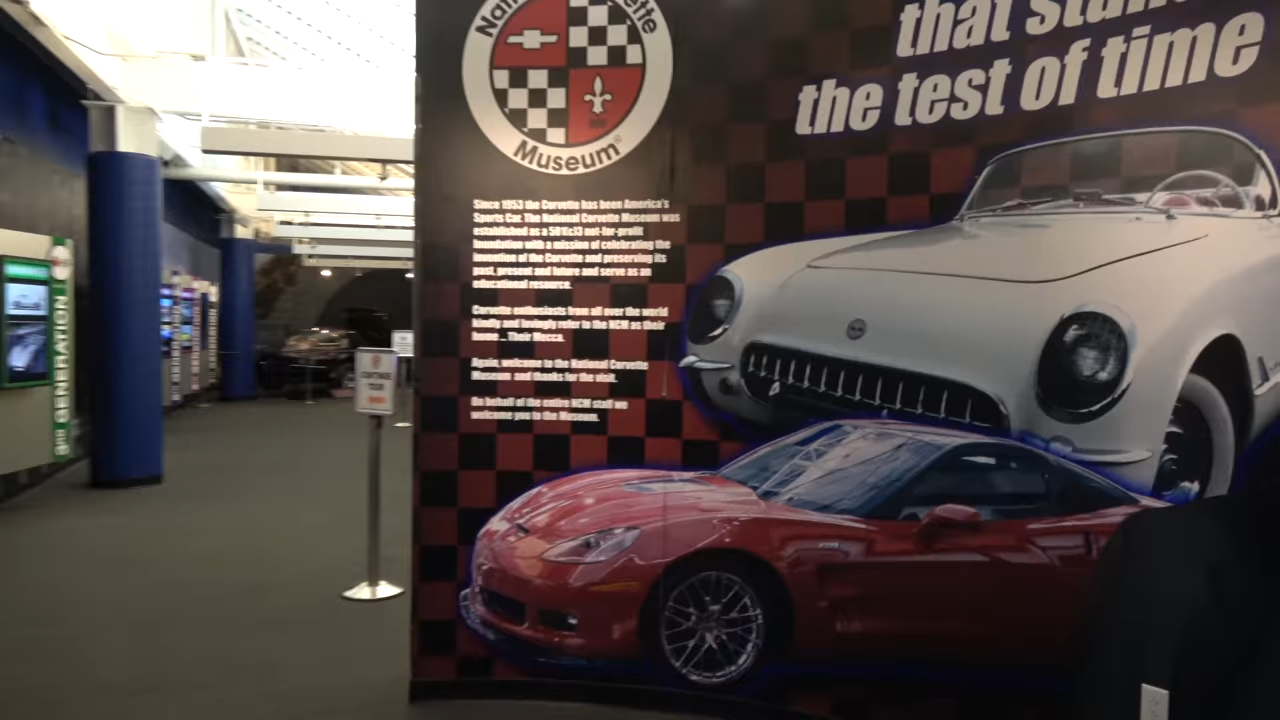 that
the test of time
Museum
Since 1953 the Corvette has been America's
Sports Car. The National Corvette Museum was
established as a 501(c)3 not-for-profit
foundation with a mission of celebrating the
invention of the Corvette and preserving its
past, present and future and serve as an
educational resource.
Corvette enthusiasts from all over the world
kindly and lovingly refer to the NCM as their
home... Their Mecca.
Again, welcome to the National Corvette
Museum and thanks for the visit.
On behalf of the entire NCM staff we
welcome you to the Museum.
CONTINUE
TOUR
GENERATION